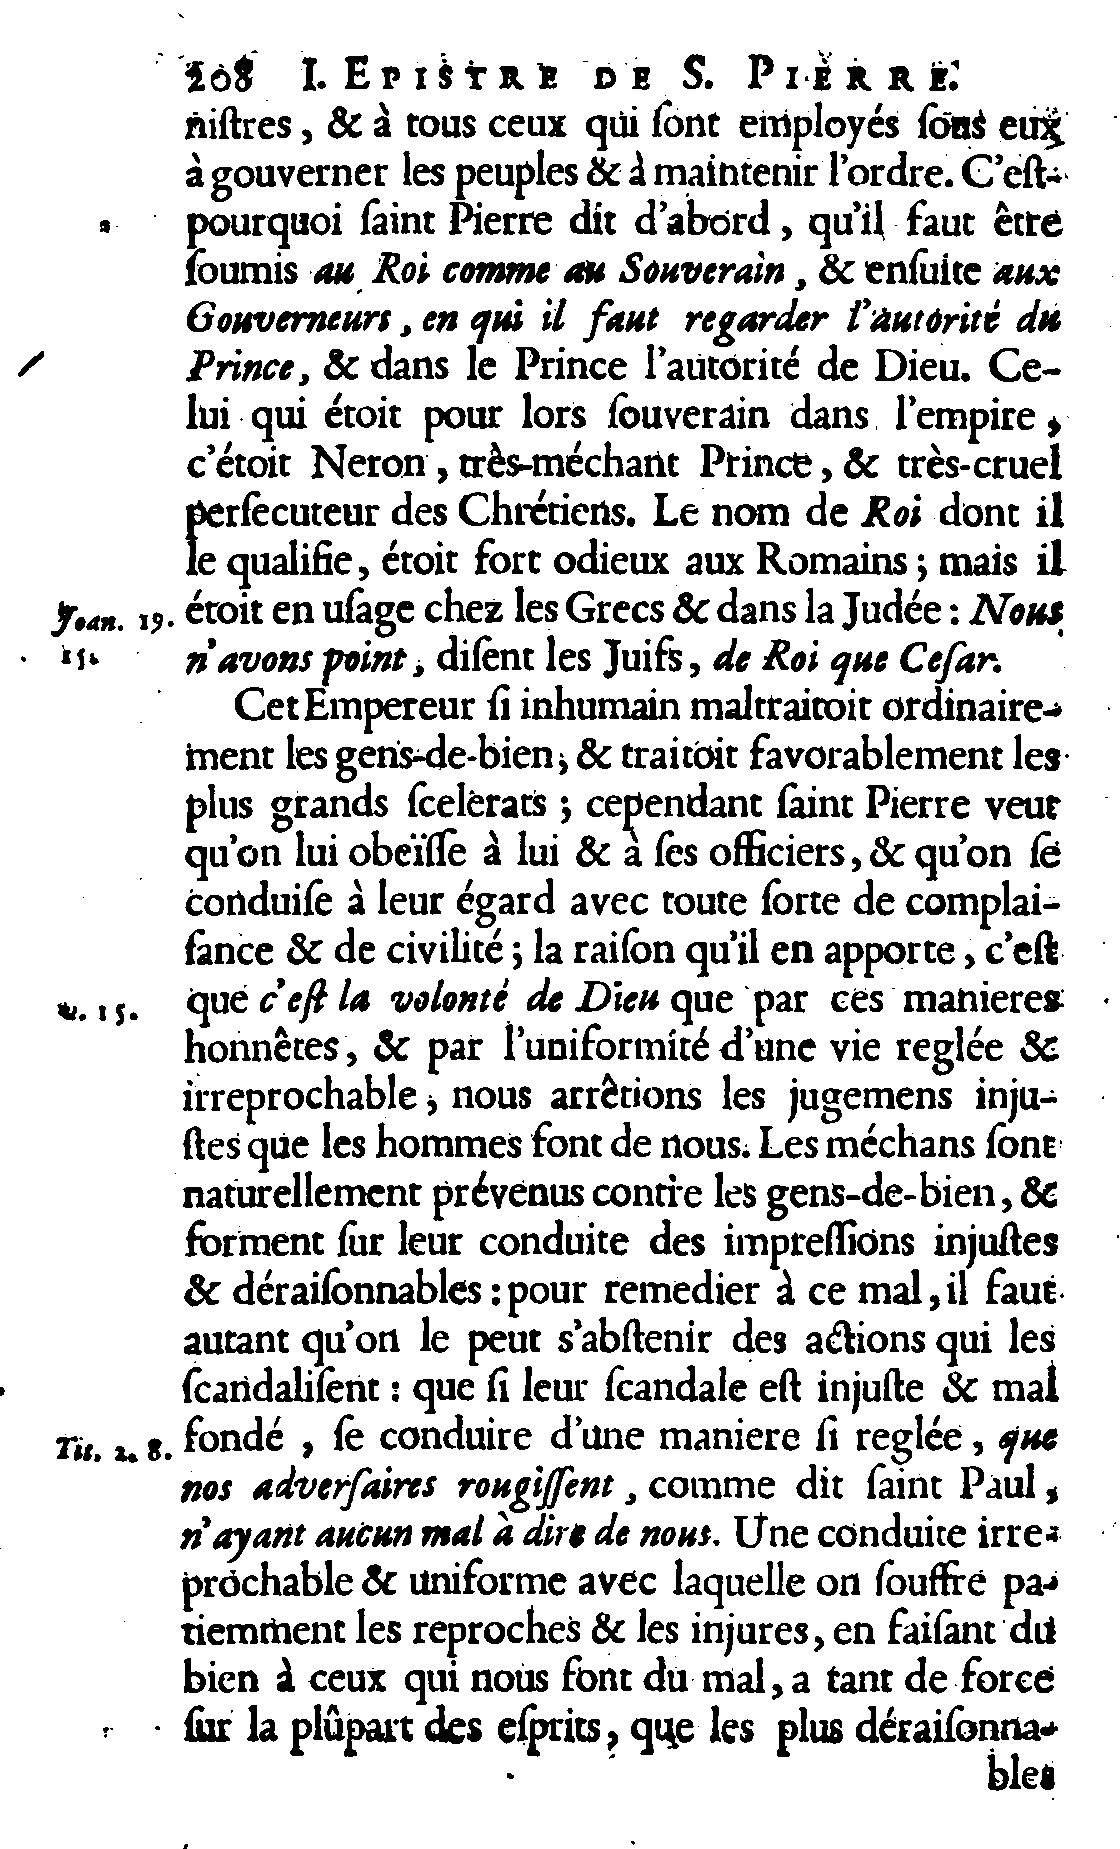 208 I. EPISTRE DE S. PIERRE.
niſtres, & à tous ceux qui ſont employés ſous eux
à gouverner les peuples & à maintenir l'ordre. C'eſt-
pourquoi ſaint Pierre dit d'abord, qu'il faut être
ſoumis au Roi comme au Souverain, & enſuite aux
Gouverneurs, en qui il faut regarder l'autorité du
Prince, & dans le Prince l'autorité de Dieu. Ce-
lui qui étoit pour lors ſouverain dans l'empire,
c'étoit Neron, très-méchant Prince, & très-cruel
perſecuteur des Chrétiens. Le nom de Roi dont il
le qualifie, étoit fort odieux aux Romains; mais il
Joan. 19. étoit en uſage chez les Grecs & dans la Judée: Nous
15. n'avons point, diſent les Juifs, de Roi que Ceſar.
Cet Empereur ſi inhumain maltraitoit ordinaire-
ment les gens-de-bien, & traitoit favorablement les
plus grands ſcelerats; cependant ſaint Pierre veut
qu'on lui obeïſſe à lui & à ſes officiers, & qu'on ſe
conduiſe à leur égard avec toute ſorte de complai-
ſance & de civilité; la raiſon qu'il en apporte, c'eſt
v. 15. que c'eſt la volonté de Dieu que par ces manieres
honnêtes, & par l'uniformité d'une vie reglée &
irreprochable, nous arrêtions les jugemens inju-
ſtes que les hommes font de nous. Les méchans ſont
naturellement prévenus contre les gens-de-bien, &
forment ſur leur conduite des impreſſions injuſtes
& déraiſonnables: pour remedier à ce mal, il faut
autant qu'on le peut s'abſtenir des actions qui les
ſcandaliſent: que ſi leur ſcandale eſt injuſte & mal
Tit. 2. 8. fondé, ſe conduire d'une maniere ſi reglée, que
nos adverſaires rougiſſent, comme dit ſaint Paul,
n'ayant aucun mal à dire de nous. Une conduite irre-
prochable & uniforme avec laquelle on ſouffre pa-
tiemment les reproches & les injures, en faiſant du
bien à ceux qui nous font du mal, a tant de force
ſur la plûpart des eſprits, que les plus déraiſonna-
bles